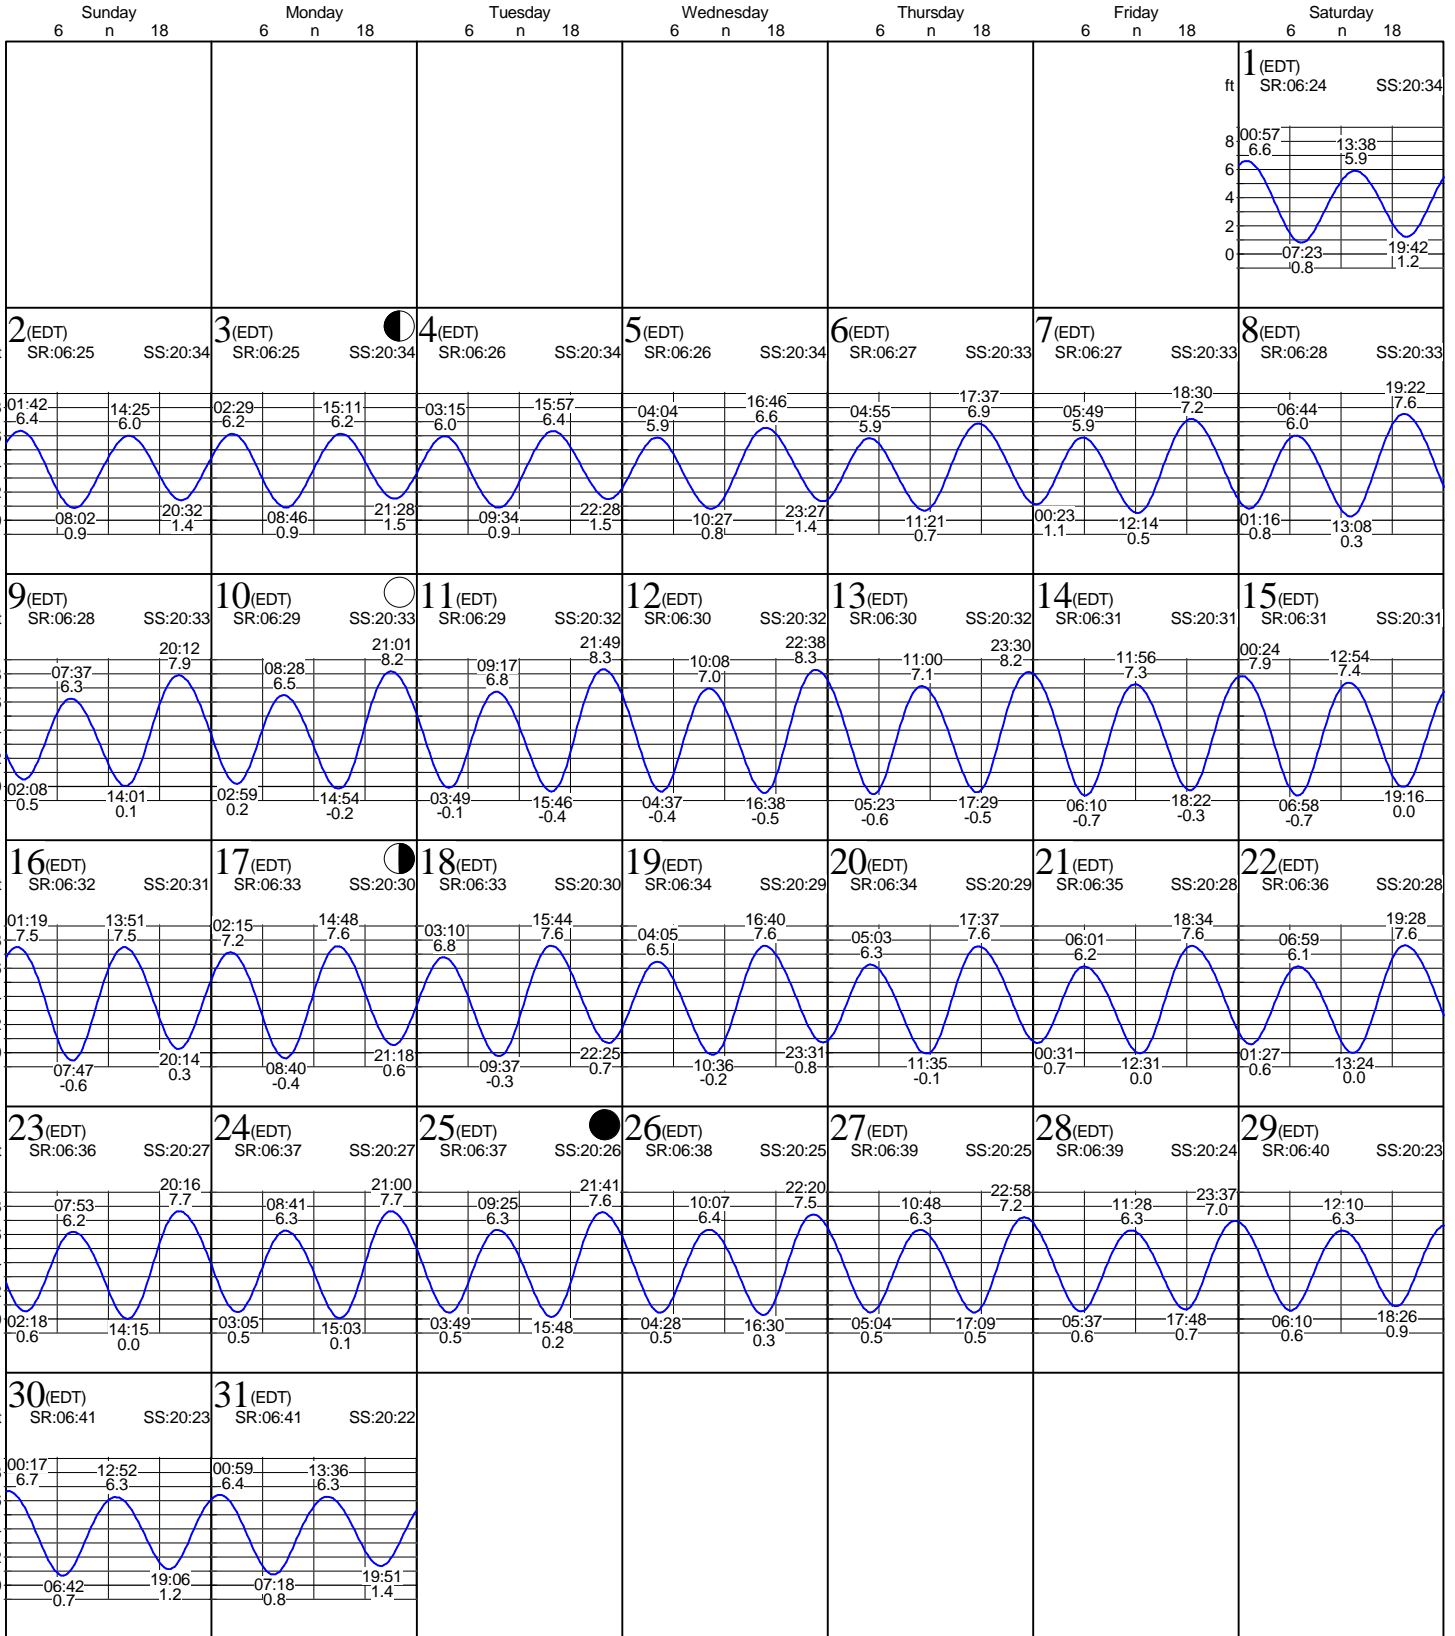 Sunday Monday Tuesday Wednesday Thursday Friday Saturday
6 n 18 6 n 18 6 n 18 6 n 18 6 n 18 6 n 18 6 n 18
1(EDT)
ft SR:06:24 SS:20:34
8 00:57 13:38
6.6 5.9
6
4
2
0 07:23 19:42
0.8 1.2
2(EDT) 3(EDT) 4(EDT) 5(EDT) 6(EDT) 7(EDT) 8(EDT)
SR:06:25 SS:20:34 SR:06:25 SS:20:34 SR:06:26 SS:20:34 SR:06:26 SS:20:34 SR:06:27 SS:20:33 SR:06:27 SS:20:33 SR:06:28 SS:20:33
01:42 14:25 02:29 15:11 03:15 15:57 04:04 16:46 04:55 17:37 05:49 18:30 06:44 19:22
6.4 6.0 6.2 6.2 6.0 6.4 5.9 6.6 5.9 6.9 5.9 7.2 6.0 7.6
08:02 20:32 08:46 21:28 09:34 22:28 10:27 23:27 11:21 00:23 12:14 01:16 13:08
0.9 1.4 0.9 1.5 0.9 1.5 0.8 1.4 0.7 1.1 0.5 0.8 0.3
9(EDT) 10(EDT) 11(EDT) 12(EDT) 13(EDT) 14(EDT) 15(EDT)
SR:06:28 SS:20:33 SR:06:29 SS:20:33 SR:06:29 SS:20:32 SR:06:30 SS:20:32 SR:06:30 SS:20:32 SR:06:31 SS:20:31 SR:06:31 SS:20:31
07:37 20:12 08:28 21:01 09:17 21:49 10:08 22:38 11:00 23:30 11:56 00:24 12:54
6.3 7.9 6.5 8.2 6.8 8.3 7.0 8.3 7.1 8.2 7.3 7.9 7.4
02:08 14:01 02:59 14:54 03:49 15:46 04:37 16:38 05:23 17:29 06:10 18:22 06:58 19:16
0.5 0.1 0.2 -0.2 -0.1 -0.4 -0.4 -0.5 -0.6 -0.5 -0.7 -0.3 -0.7 0.0
16(EDT) 17(EDT) 18(EDT) 19(EDT) 20(EDT) 21(EDT) 22(EDT)
SR:06:32 SS:20:31 SR:06:33 SS:20:30 SR:06:33 SS:20:30 SR:06:34 SS:20:29 SR:06:34 SS:20:29 SR:06:35 SS:20:28 SR:06:36 SS:20:28
01:19 13:51 02:15 14:48 03:10 15:44 04:05 16:40 05:03 17:37 06:01 18:34 06:59 19:28
7.5 7.5 7.2 7.6 6.8 7.6 6.5 7.6 6.3 7.6 6.2 7.6 6.1 7.6
07:47 20:14 08:40 21:18 09:37 22:25 10:36 23:31 11:35 00:31 12:31 01:27 13:24
-0.6 0.3 -0.4 0.6 -0.3 0.7 -0.2 0.8 -0.1 0.7 0.0 0.6 0.0
23(EDT) 24(EDT) 25(EDT) 26(EDT) 27(EDT) 28(EDT) 29(EDT)
SR:06:36 SS:20:27 SR:06:37 SS:20:27 SR:06:37 SS:20:26 SR:06:38 SS:20:25 SR:06:39 SS:20:25 SR:06:39 SS:20:24 SR:06:40 SS:20:23
07:53 20:16 08:41 21:00 09:25 21:41 10:07 22:20 10:48 22:58 11:28 23:37 12:10
6.2 7.7 6.3 7.7 6.3 7.6 6.4 7.5 6.3 7.2 6.3 7.0 6.3
02:18 14:15 03:05 15:03 03:49 15:48 04:28 16:30 05:04 17:09 05:37 17:48 06:10 18:26
0.6 0.0 0.5 0.1 0.5 0.2 0.5 0.3 0.5 0.5 0.6 0.7 0.6 0.9
30(EDT) 31(EDT)
SR:06:41 SS:20:23 SR:06:41 SS:20:22
00:17 12:52 00:59 13:36
6.7 6.3 6.4 6.3
06:42 19:06 07:18 19:51
0.7 1.2 0.8 1.4